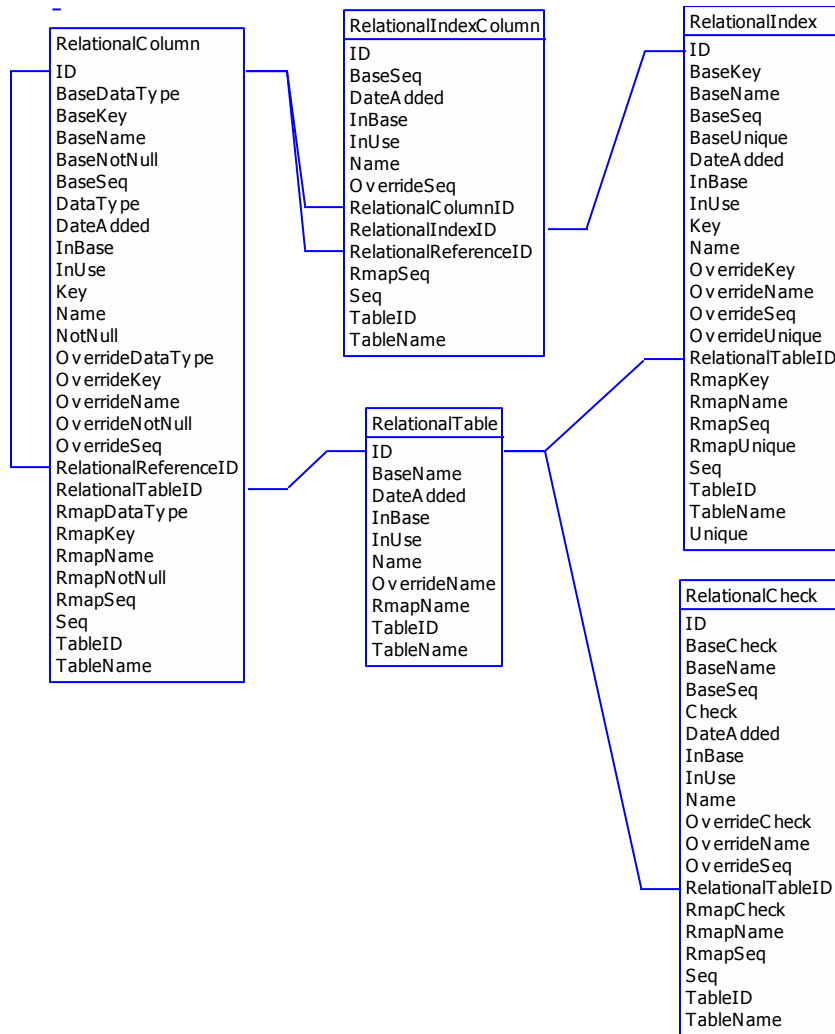 RelationalColumn
ID
BaseDataType
BaseKey
BaseName
BaseNotNull
BaseSeq
DataType
DateAdded
InBase
InUse
Key
Name
NotNull
OverrideDataType
OverrideKey
OverrideName
OverrideNotNull
OverrideSeq
RelationalReferenceID
RelationalTableID
RmapDataType
RmapKey
RmapName
RmapNotNull
RmapSeq
Seq
TableID
TableName
RelationalIndexColumn
ID
BaseSeq
DateAdded
InBase
InUse
Name
OverrideSeq
RelationalColumnID
RelationalIndexID
RelationalReferenceID
RmapSeq
Seq
TableID
TableName
RelationalTable
ID
BaseName
DateAdded
InBase
InUse
Name
OverrideName
RmapName
TableID
TableName
RelationalIndex
ID
BaseKey
BaseName
BaseSeq
BaseUnique
DateAdded
InBase
InUse
Key
Name
OverrideKey
OverrideName
OverrideSeq
OverrideUnique
RelationalTableID
RmapKey
RmapName
RmapSeq
RmapUnique
Seq
TableID
TableName
Unique
RelationalCheck
ID
BaseCheck
BaseName
BaseSeq
Check
DateAdded
InBase
InUse
Name
OverrideCheck
OverrideName
OverrideSeq
RelationalTableID
RmapCheck
RmapName
RmapSeq
Seq
TableID
TableName